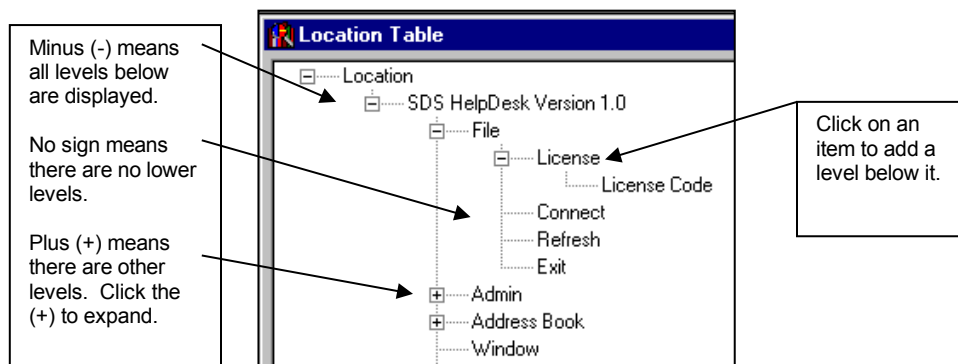 Minus (-) means
all levels below
are displayed.
No sign means
there are no lower
levels.
Plus (+) means
there are other
levels. Click the
(+) to expand.
Location Table
Location
SDS HelpDesk Version 1.0
File
License
License Code
Connect
Refresh
Exit
Admin
Address Book
Window
Click on an
item to add a
level below it.